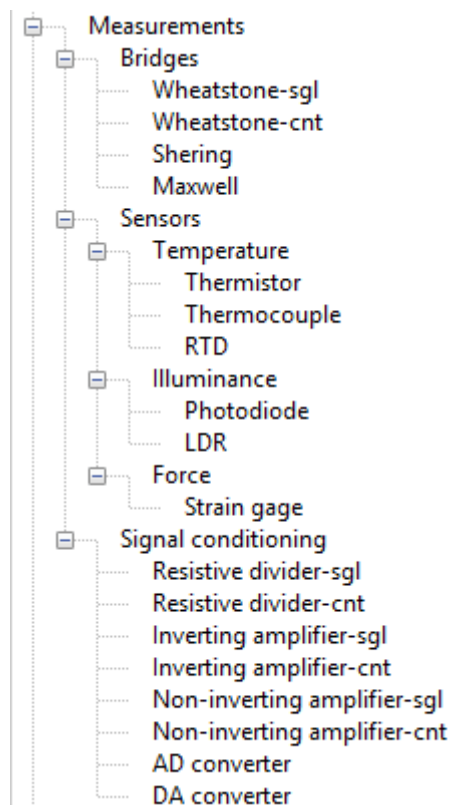 Measurements
Bridges
Wheatstone-sgl
Wheatstone-cnt
Shering
Maxwell
Sensors
Temperature
Thermistor
Thermocouple
RTD
Illuminance
Photodiode
LDR
Force
Strain gage
Signal conditioning
Resistive divider-sgl
Resistive divider-cnt
Inverting amplifier-sgl
Inverting amplifier-cnt
Non-inverting amplifier-sgl
Non-inverting amplifier-cnt
AD converter
DA converter